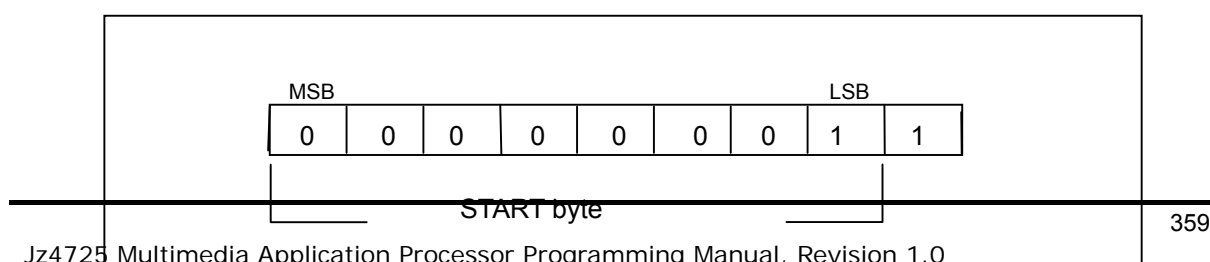 MSB LSB
0 0 0 0 0 0 0 1 1
START byte
359
Jz4725 Multimedia Application Processor Programming Manual, Revision 1.0